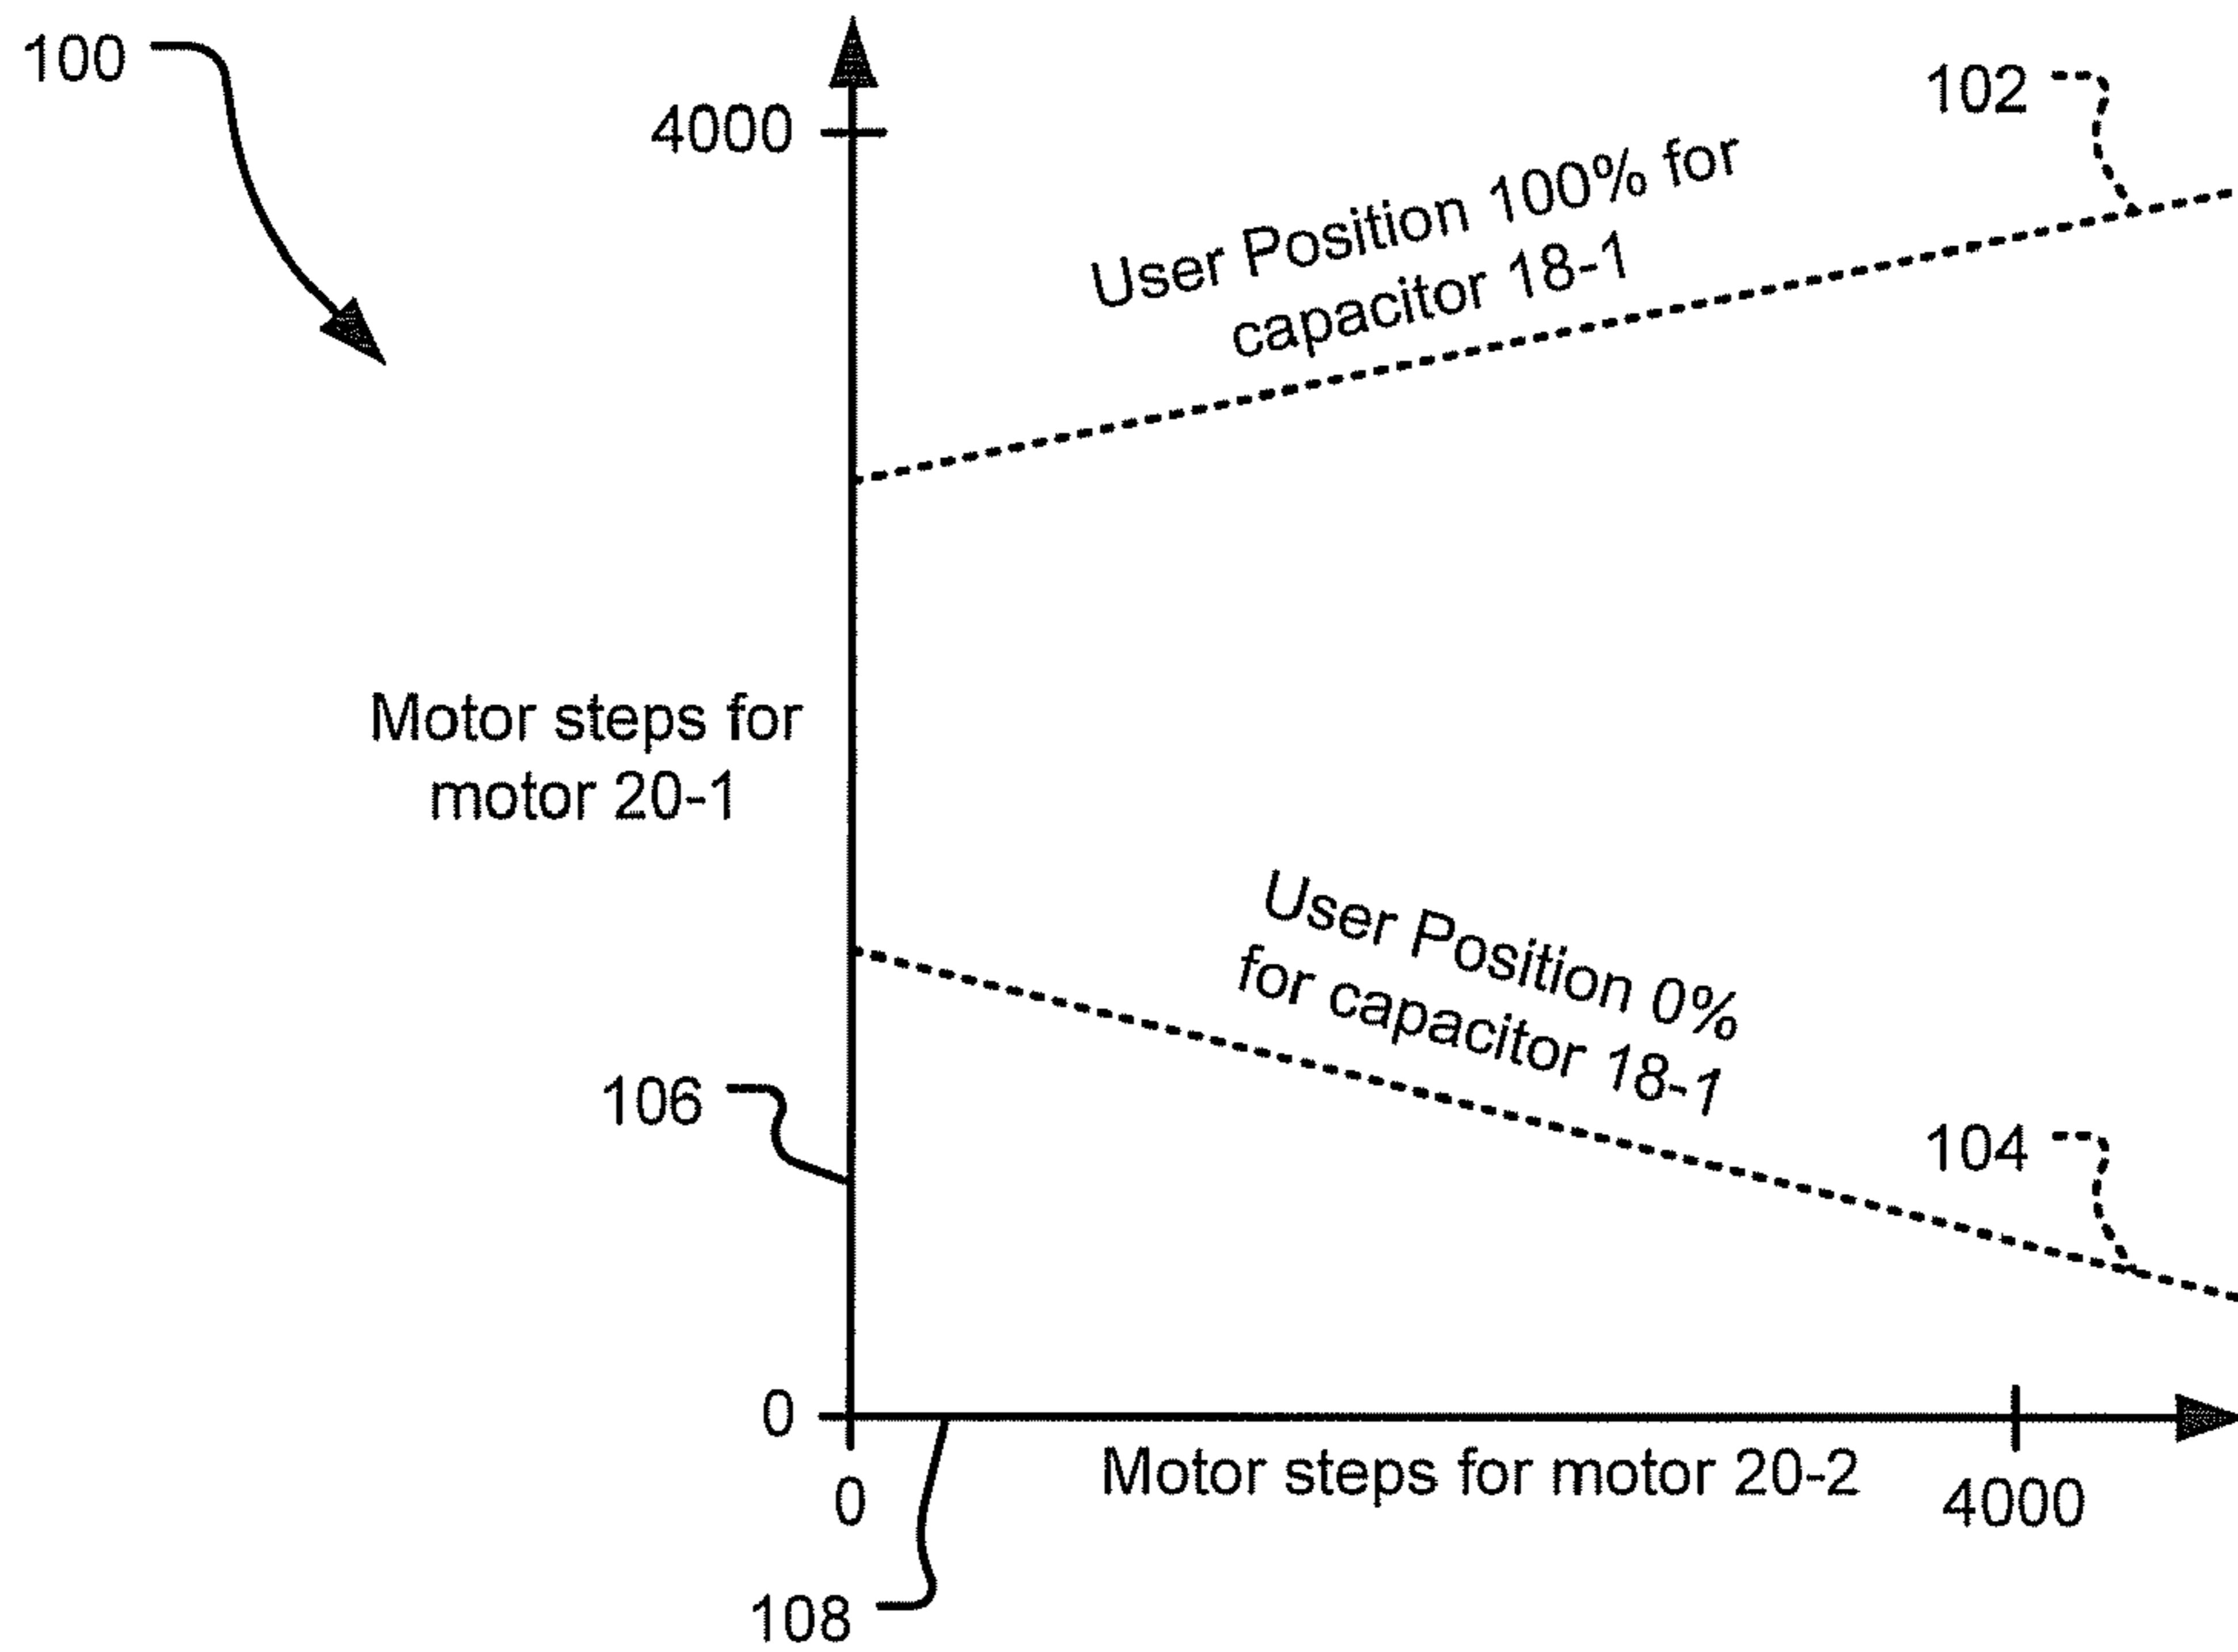 100
4000
102
User Position 100% for
capacitor 18-1
Motor steps for
motor 20-1
User Position 0%
for capacitor 18-1
106
104
0
0
Motor steps for motor 20-2
4000
108